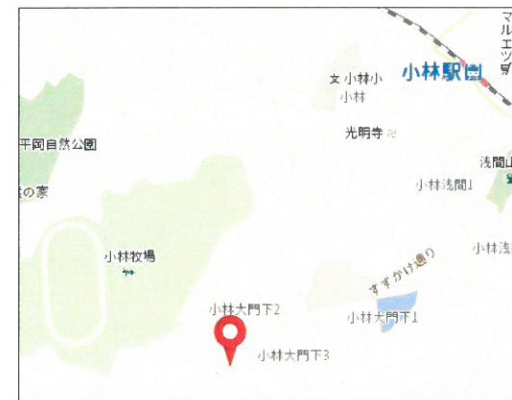 マルエツ
文 小林小
小林
小林駅
光明寺 卍
平岡自然公園
浅間山
小林浅間1
の家
小林浅
小林牧場
すずかけ通り
小林大門下2
小林大門下1
小林大門下3